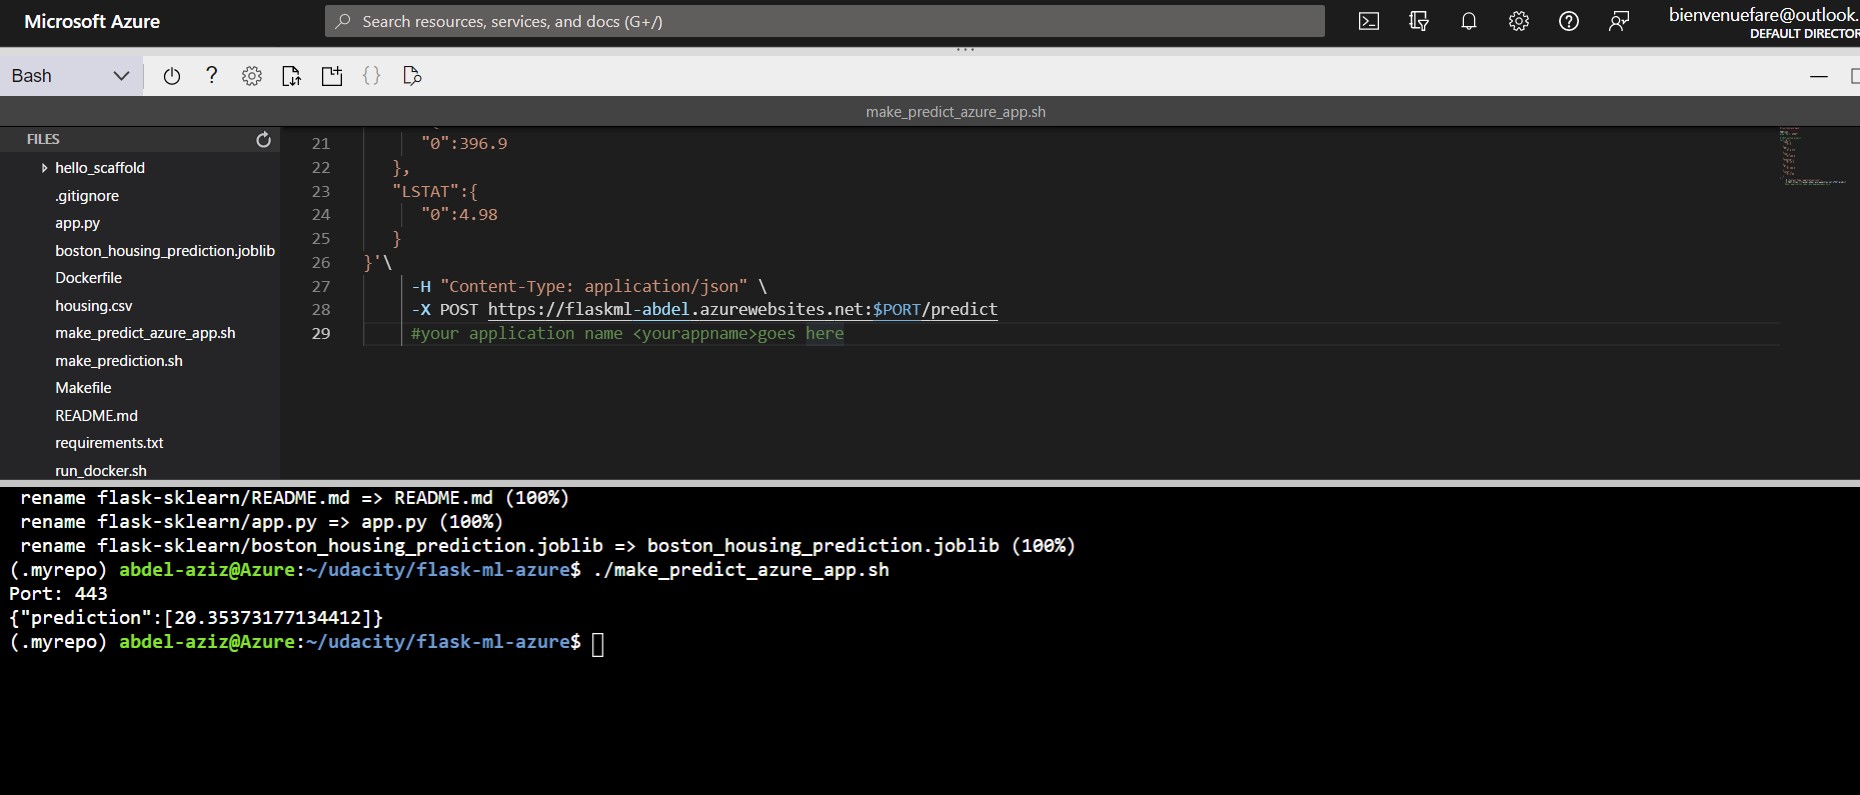 Microsoft Azure
Search resources, services, and docs (G+/)
bienvenuefare@outlook.
DEFAULT DIRECTOR
Bash
?
{}
make_predict_azure_app.sh
FILES
hello_scaffold
.gitignore
app.py
boston_housing_prediction.joblib
Dockerfile
housing.csv
make_predict_azure_app.sh
make_prediction.sh
Makefile
README.md
requirements.txt
run_docker.sh
21 "0":396.9
22 },
23 "LSTAT":{
24 "0":4.98
25 }
26 }'\
27 -H "Content-Type: application/json" \
28 -X POST https://flaskml-abdel.azurewebsites.net:$PORT/predict
29 #your application name <yourappname>goes here
rename flask-sklearn/README.md => README.md (100%)
rename flask-sklearn/app.py => app.py (100%)
rename flask-sklearn/boston_housing_prediction.joblib => boston_housing_prediction.joblib (100%)
(.myrepo) abdel-aziz@Azure:~/udacity/flask-ml-azure$ ./make_predict_azure_app.sh
Port: 443
{"prediction":[20.35373177134412]}
(.myrepo) abdel-aziz@Azure:~/udacity/flask-ml-azure$